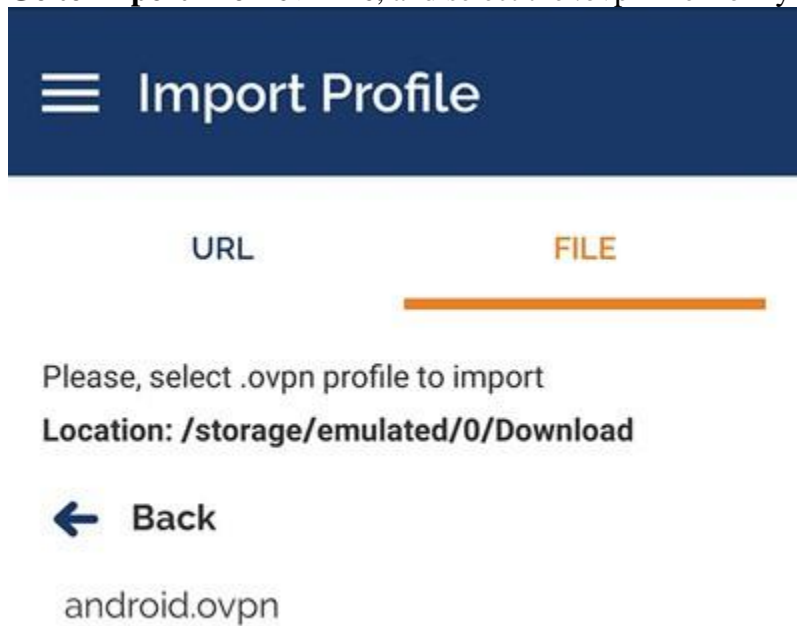 Import Profile
URL FILE
Please, select .ovpn profile to import
Location: /storage/emulated/0/Download
Back
android.ovpn